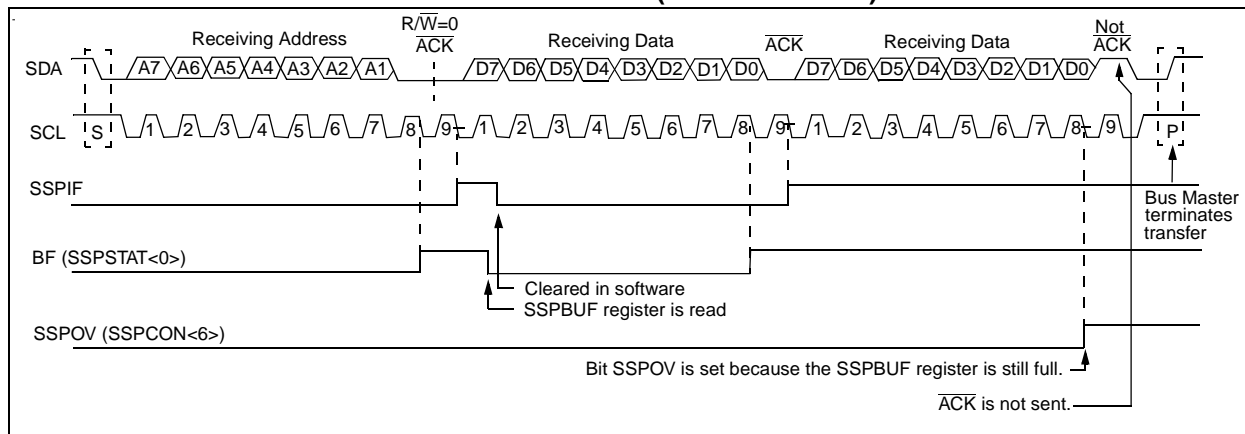 R/W=0
Receiving Address ACK Receiving Data ACK Receiving Data Not ACK
SDA A7 A6 A5 A4 A3 A2 A1 D7 D6 D5 D4 D3 D2 D1 D0 D7 D6 D5 D4 D3 D2 D1 D0
SCL S 1 2 3 4 5 6 7 8 9 1 2 3 4 5 6 7 8 9 1 2 3 4 5 6 7 8 9 P
SSPIF
Bus Master
terminates
transfer
BF (SSPSTAT<0>)
Cleared in software
SSPBUF register is read
SSPOV (SSPCON<6>)
Bit SSPOV is set because the SSPBUF register is still full.
ACK is not sent.